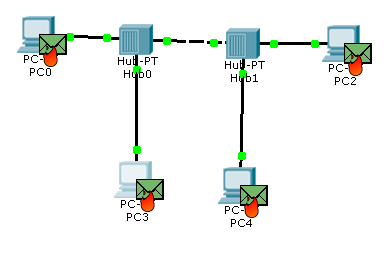 PC-
PC0
Hub-PT
Hub0
Hub-PT
Hub1
PC-
PC2
PC-
PC3
PC-
PC4